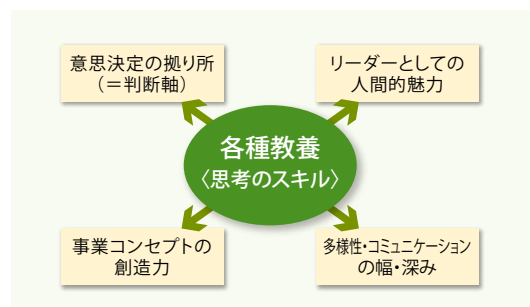 意思決定の拠り所
（＝判断軸）
リーダーとしての
人間的魅力
各種教養
〈思考のスキル〉
事業コンセプトの
創造力
多様性・コミュニケーション
の幅・深み